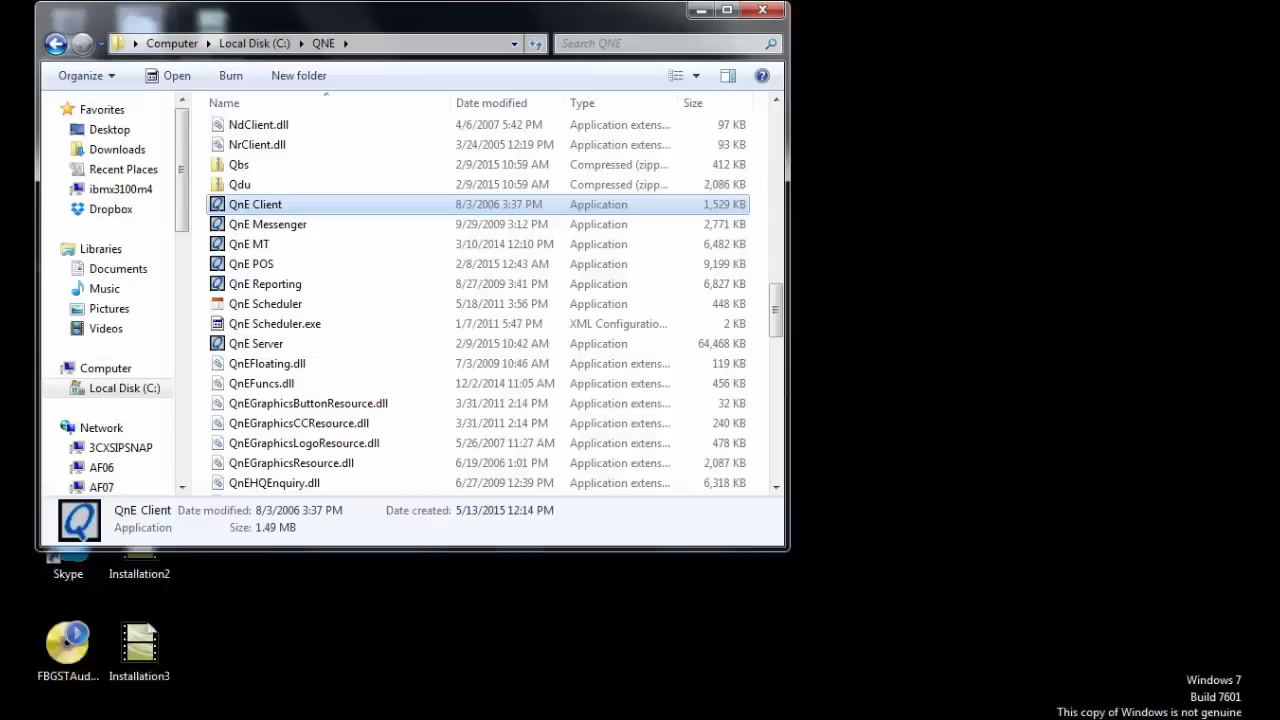 Computer Local Disk (C:) QNE Search QNE
Organize Open Burn New folder
Name Date modified Type Size
Favorites
Desktop
Downloads
Recent Places
ibmx3100m4
Dropbox
Libraries
Documents
Music
Pictures
Videos
Computer
Local Disk (C:)
Network
3CXSIPSNAP
AF06
AF07
NdClient.dll 4/6/2007 5:42 PM Application extens... 97 KB
NrClient.dll 3/24/2005 12:19 PM Application extens... 93 KB
Qbs 2/9/2015 10:59 AM Compressed (zipp... 412 KB
Qdu 2/9/2015 10:59 AM Compressed (zipp... 2,086 KB
QnE Client 8/3/2006 3:37 PM Application 1,529 KB
QnE Messenger 9/29/2009 3:12 PM Application 2,771 KB
QnE MT 3/10/2014 12:10 PM Application 6,482 KB
QnE POS 2/8/2015 12:43 AM Application 9,199 KB
QnE Reporting 8/27/2009 3:41 PM Application 6,827 KB
QnE Scheduler 5/18/2011 3:56 PM Application 448 KB
QnE Scheduler.exe 1/7/2011 5:47 PM XML Configuratio... 2 KB
QnE Server 2/9/2015 10:42 AM Application 64,468 KB
QnEFloating.dll 7/3/2009 10:46 AM Application extens... 119 KB
QnEFuncs.dll 12/2/2014 11:05 AM Application extens... 456 KB
QnEGraphicsButtonResource.dll 3/31/2011 2:14 PM Application extens... 32 KB
QnEGraphicsCCResource.dll 3/31/2011 2:14 PM Application extens... 240 KB
QnEGraphicsLogoResource.dll 5/26/2007 11:27 AM Application extens... 478 KB
QnEGraphicsResource.dll 6/19/2006 1:01 PM Application extens... 2,087 KB
QnEHQEnquiry.dll 6/27/2009 12:39 PM Application extens... 6,318 KB
QnE Client Date modified: 8/3/2006 3:37 PM Date created: 5/13/2015 12:14 PM
Application Size: 1.49 MB
Skype Installation2
FBGSTAud... Installation3
Windows 7
Build 7601
This copy of Windows is not genuine